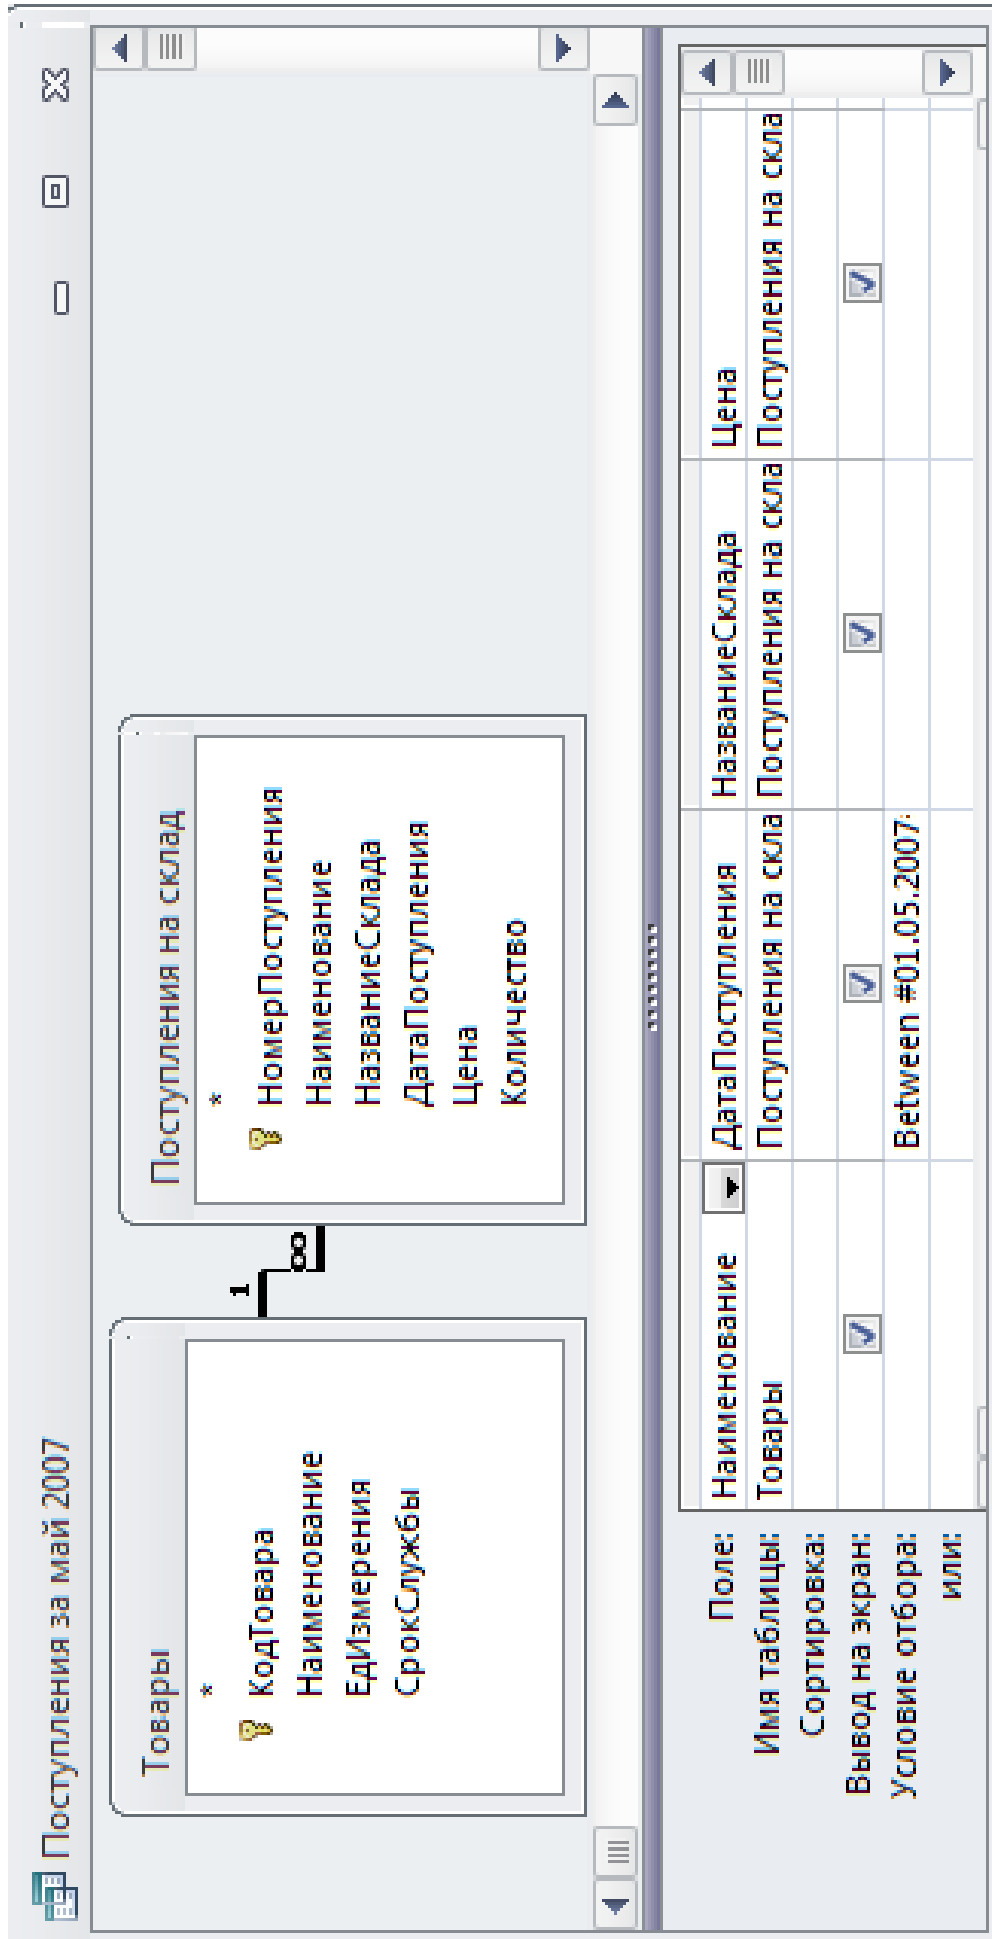 Поступления за май 2007
Товары
*
КодТовара
Наименование
ЕдИзмерения
СрокСлужбы
1
∞
Поступления на склад
*
НомерПоступления
Наименование
НазваниеСклада
ДатаПоступления
Цена
Количество
Поле: Наименование ДатаПоступления НазваниеСклада Цена
Имя таблицы: Товары Поступления на скла Поступления на скла Поступления на скла
Сортировка:
Вывод на экран:
Условие отбора: Between #01.05.2007
или: